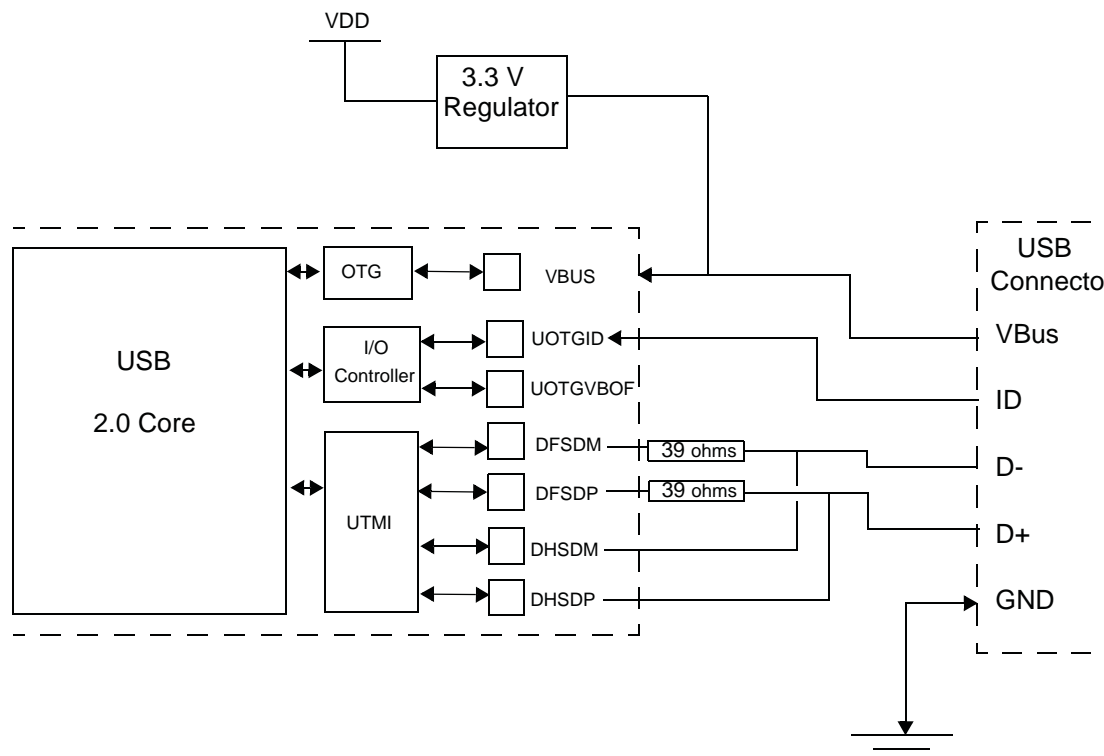 VDD
3.3 V
Regulator
USB
2.0 Core
OTG
VBUS
I/O
Controller
UOTGID
UOTGVBOF
UTMI
DFSDM
39 ohms
DFSDP
39 ohms
DHSDM
DHSDP
USB
Connecto
VBus
ID
D-
D+
GND